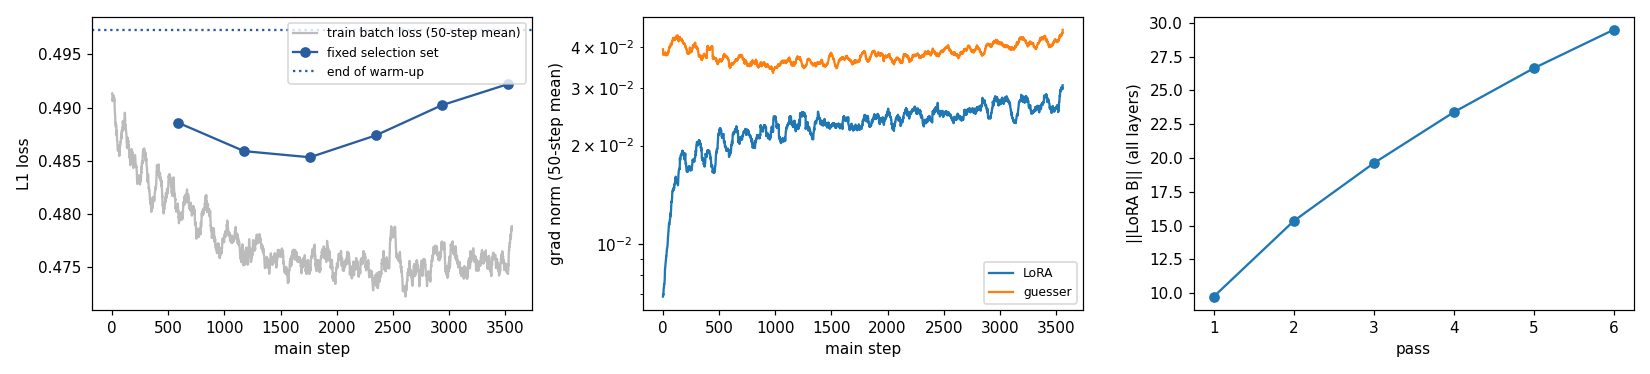 0.495
0.490
0.485
0.480
0.475
L1 loss
0 500 1000 1500 2000 2500 3000 3500
main step
train batch loss (50-step mean)
fixed selection set
end of warm-up
4 × 10⁻²
3 × 10⁻²
2 × 10⁻²
10⁻²
grad norm (50-step mean)
0 500 1000 1500 2000 2500 3000 3500
main step
LoRA
guesser
30.0
27.5
25.0
22.5
20.0
17.5
15.0
12.5
10.0
||LoRA B|| (all layers)
1 2 3 4 5 6
pass